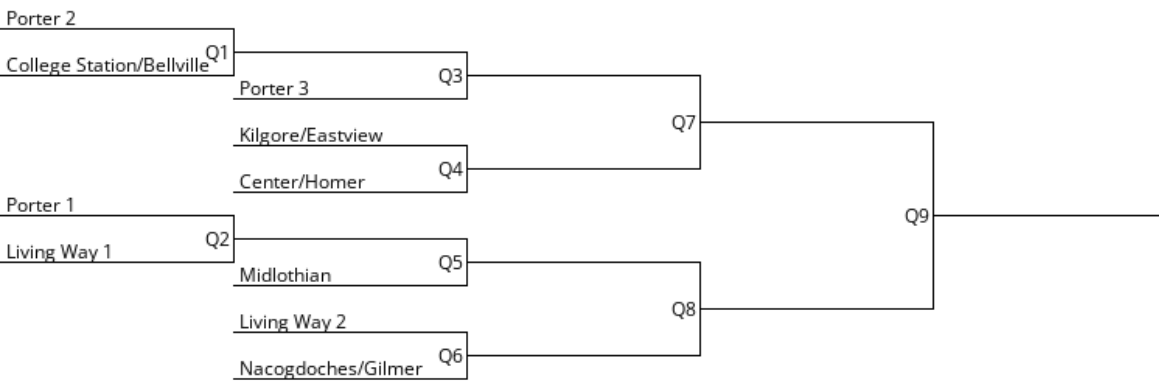 Porter 2
Q1
College Station/Bellville
Q3
Porter 3
Q7
Kilgore/Eastview
Q4
Center/Homer
Porter 1
Q9
Q2
Living Way 1
Q5
Midlothian
Q8
Living Way 2
Q6
Nacogdoches/Gilmer